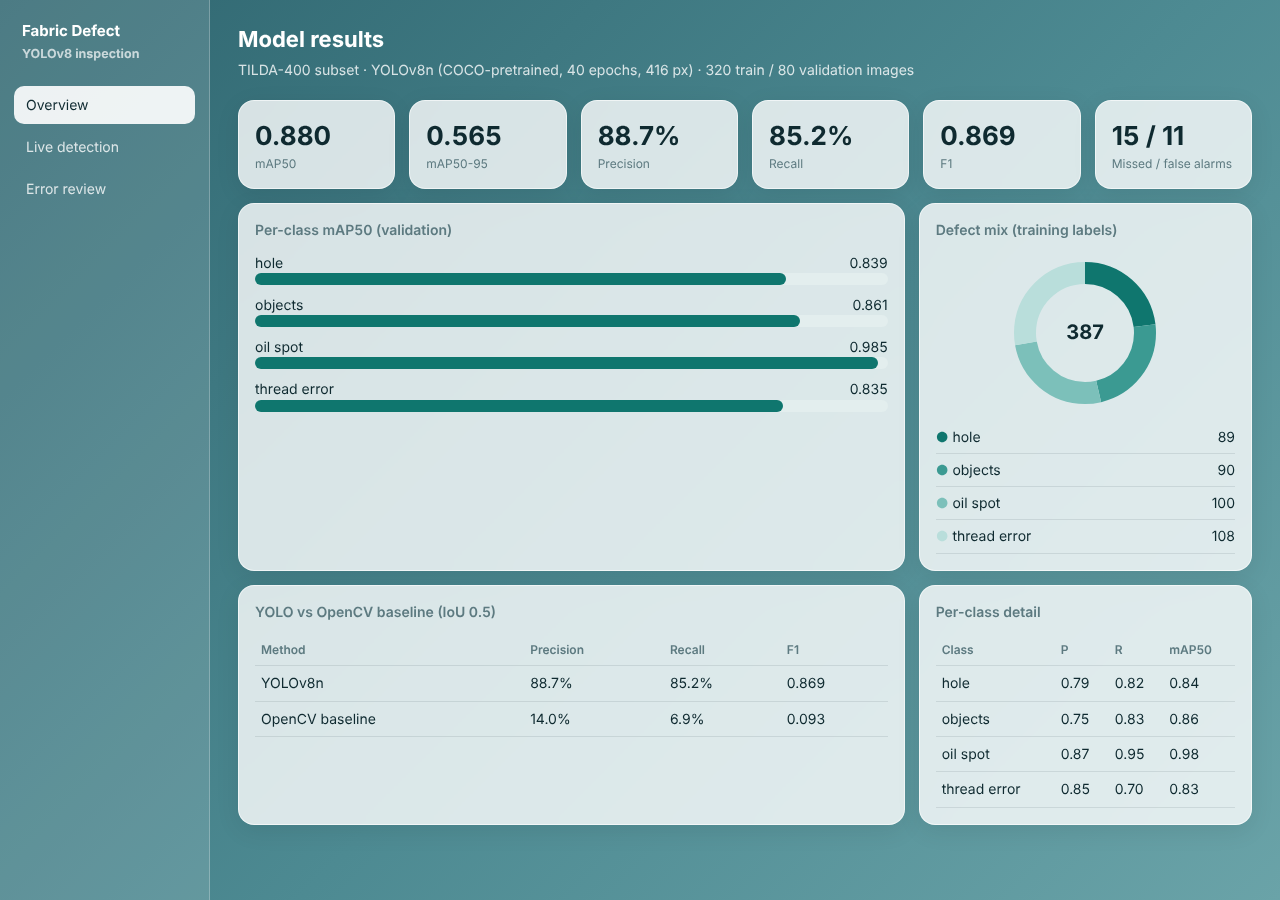 Fabric Defect
YOLOv8 inspection
Overview
Live detection
Error review
Model results
TILDA-400 subset · YOLOv8n (COCO-pretrained, 40 epochs, 416 px) · 320 train / 80 validation images
0.880
mAP50
0.565
mAP50-95
88.7%
Precision
85.2%
Recall
0.869
F1
15 / 11
Missed / false alarms
Per-class mAP50 (validation)
hole 0.839
objects 0.861
oil spot 0.985
thread error 0.835
Defect mix (training labels)
387
hole 89
objects 90
oil spot 100
thread error 108
YOLO vs OpenCV baseline (IoU 0.5)
Method Precision Recall F1
YOLOv8n 88.7% 85.2% 0.869
OpenCV baseline 14.0% 6.9% 0.093
Per-class detail
Class P R mAP50
hole 0.79 0.82 0.84
objects 0.75 0.83 0.86
oil spot 0.87 0.95 0.98
thread error 0.85 0.70 0.83